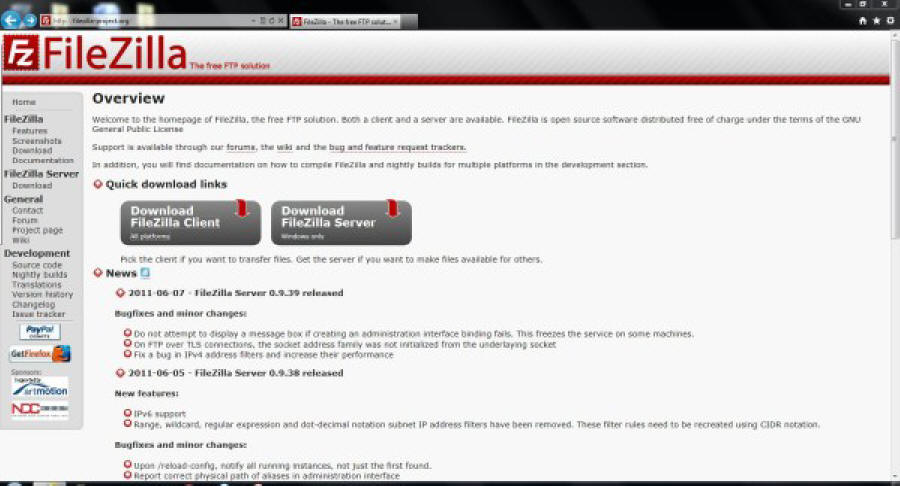 http://filezilla-project.org
FileZilla - The free FTP solut...
FileZilla The free FTP solution
Home
FileZilla
Features
Screenshots
Download
Documentation
FileZilla Server
Download
General
Contact
Forum
Project page
Wiki
Development
Source code
Nightly builds
Translations
Version history
Changelog
Issue tracker
PayPal
DONATE
GetFirefox
Sponsors:
artmotion
NDC
Overview
Welcome to the homepage of FileZilla, the free FTP solution. Both a client and a server are available. FileZilla is open source software distributed free of charge under the terms of the GNU
General Public License
Support is available through our forums, the wiki and the bug and feature request trackers.
In addition, you will find documentation on how to compile FileZilla and nightly builds for multiple platforms in the development section.
Quick download links
Download
FileZilla Client
All platforms
Download
FileZilla Server
Windows only
Pick the client if you want to transfer files. Get the server if you want to make files available for others.
News
2011-06-07 - FileZilla Server 0.9.39 released
Bugfixes and minor changes:
Do not attempt to display a message box if creating an administration interface binding fails. This freezes the service on some machines.
On FTP over TLS connections, the socket address family was not initialized from the underlaying socket
Fix a bug in IPv4 address filters and increase their performance
2011-06-05 - FileZilla Server 0.9.38 released
New features:
IPv6 support
Range, wildcard, regular expression and dot-decimal notation subnet IP address filters have been removed. These filter rules need to be recreated using CIDR notation.
Bugfixes and minor changes:
Upon /reload-config, notify all running instances, not just the first found.
Report correct physical path of aliases in administration interface